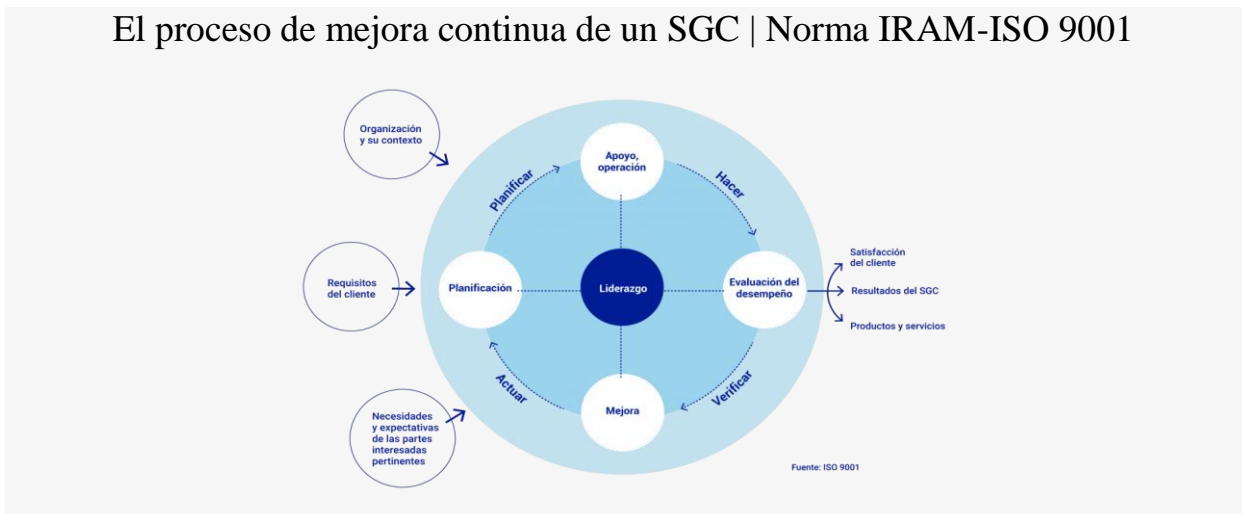 El proceso de mejora continua de un SGC | Norma IRAM-ISO 9001
Organización
y su contexto
Apoyo,
operación
Planificar
Hacer
Requisitos
del cliente
Planificación
Liderazgo
Evaluación del
desempeño
Satisfacción
del cliente
Resultados del SGC
Productos y servicios
Actuar
Verificar
Mejora
Necesidades
y expectativas
de las partes
interesadas
pertinentes
Fuente: ISO 9001